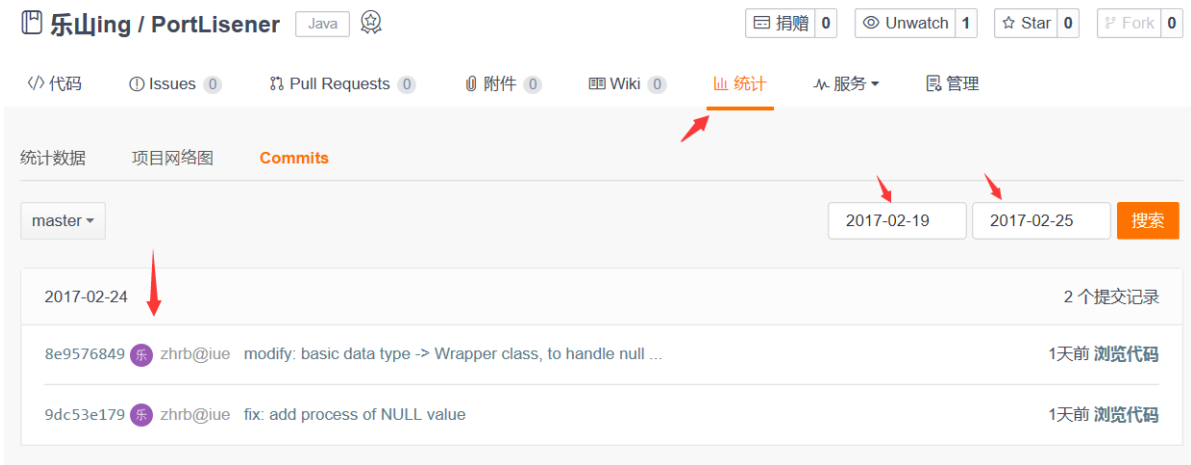 乐山ing / PortLisener Java 捐赠 0 Unwatch 1 Star 0 Fork 0
代码 Issues 0 Pull Requests 0 附件 0 Wiki 0 统计 服务 管理
统计数据 项目网络图 Commits
master 2017-02-19 2017-02-25 搜索
2017-02-24 2 个提交记录
8e9576849 乐 zhrb@iue modify: basic data type -> Wrapper class, to handle null ... 1天前 浏览代码
9dc53e179 乐 zhrb@iue fix: add process of NULL value 1天前 浏览代码